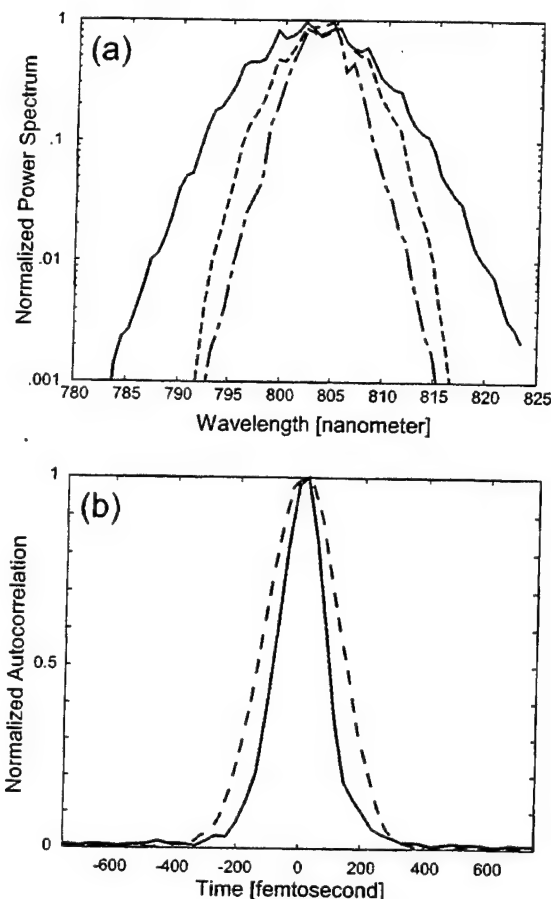 (a)
Normalized Power Spectrum
1
.1
.01
.001
780 785 790 795 800 805 810 815 820 825
Wavelength [nanometer]
(b)
Normalized Autocorrelation
1
0.5
0
-600 -400 -200 0 200 400 600
Time [femtosecond]